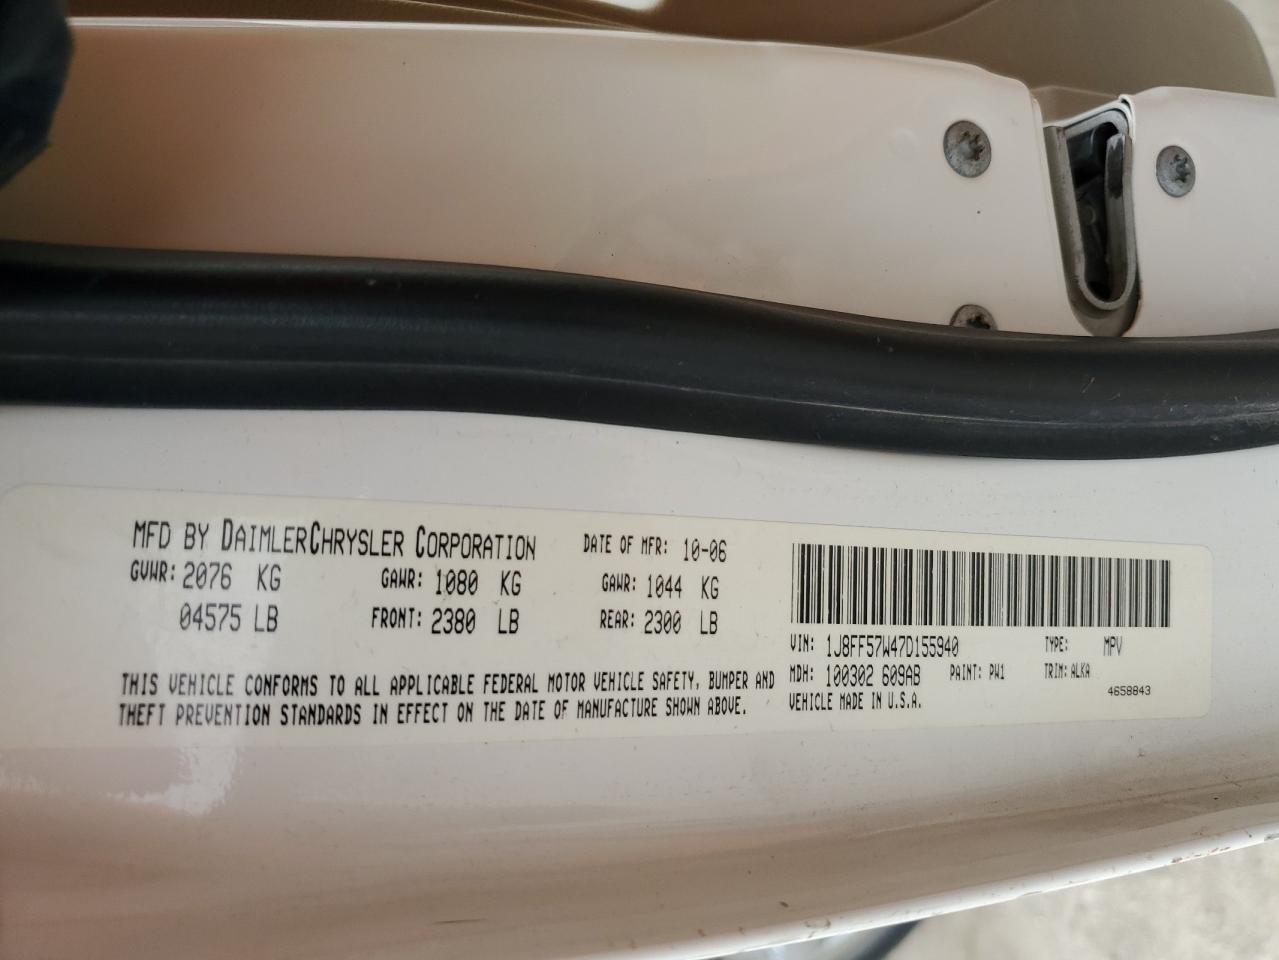 MFD BY DAIMLERCHRYSLER CORPORATION DATE OF MFR: 10-06
GVWR: 2076 KG GAWR: 1080 KG GAWR: 1044 KG
04575 LB FRONT: 2380 LB REAR: 2300 LB
THIS VEHICLE CONFORMS TO ALL APPLICABLE FEDERAL MOTOR VEHICLE SAFETY, BUMPER AND
THEFT PREVENTION STANDARDS IN EFFECT ON THE DATE OF MANUFACTURE SHOWN ABOVE.
VIN: 1J8FF57W47D155940 TYPE: MPV
MDH: 100302 609AB PAINT: PW1 TRIM: ALKA
VEHICLE MADE IN U.S.A. 4658843